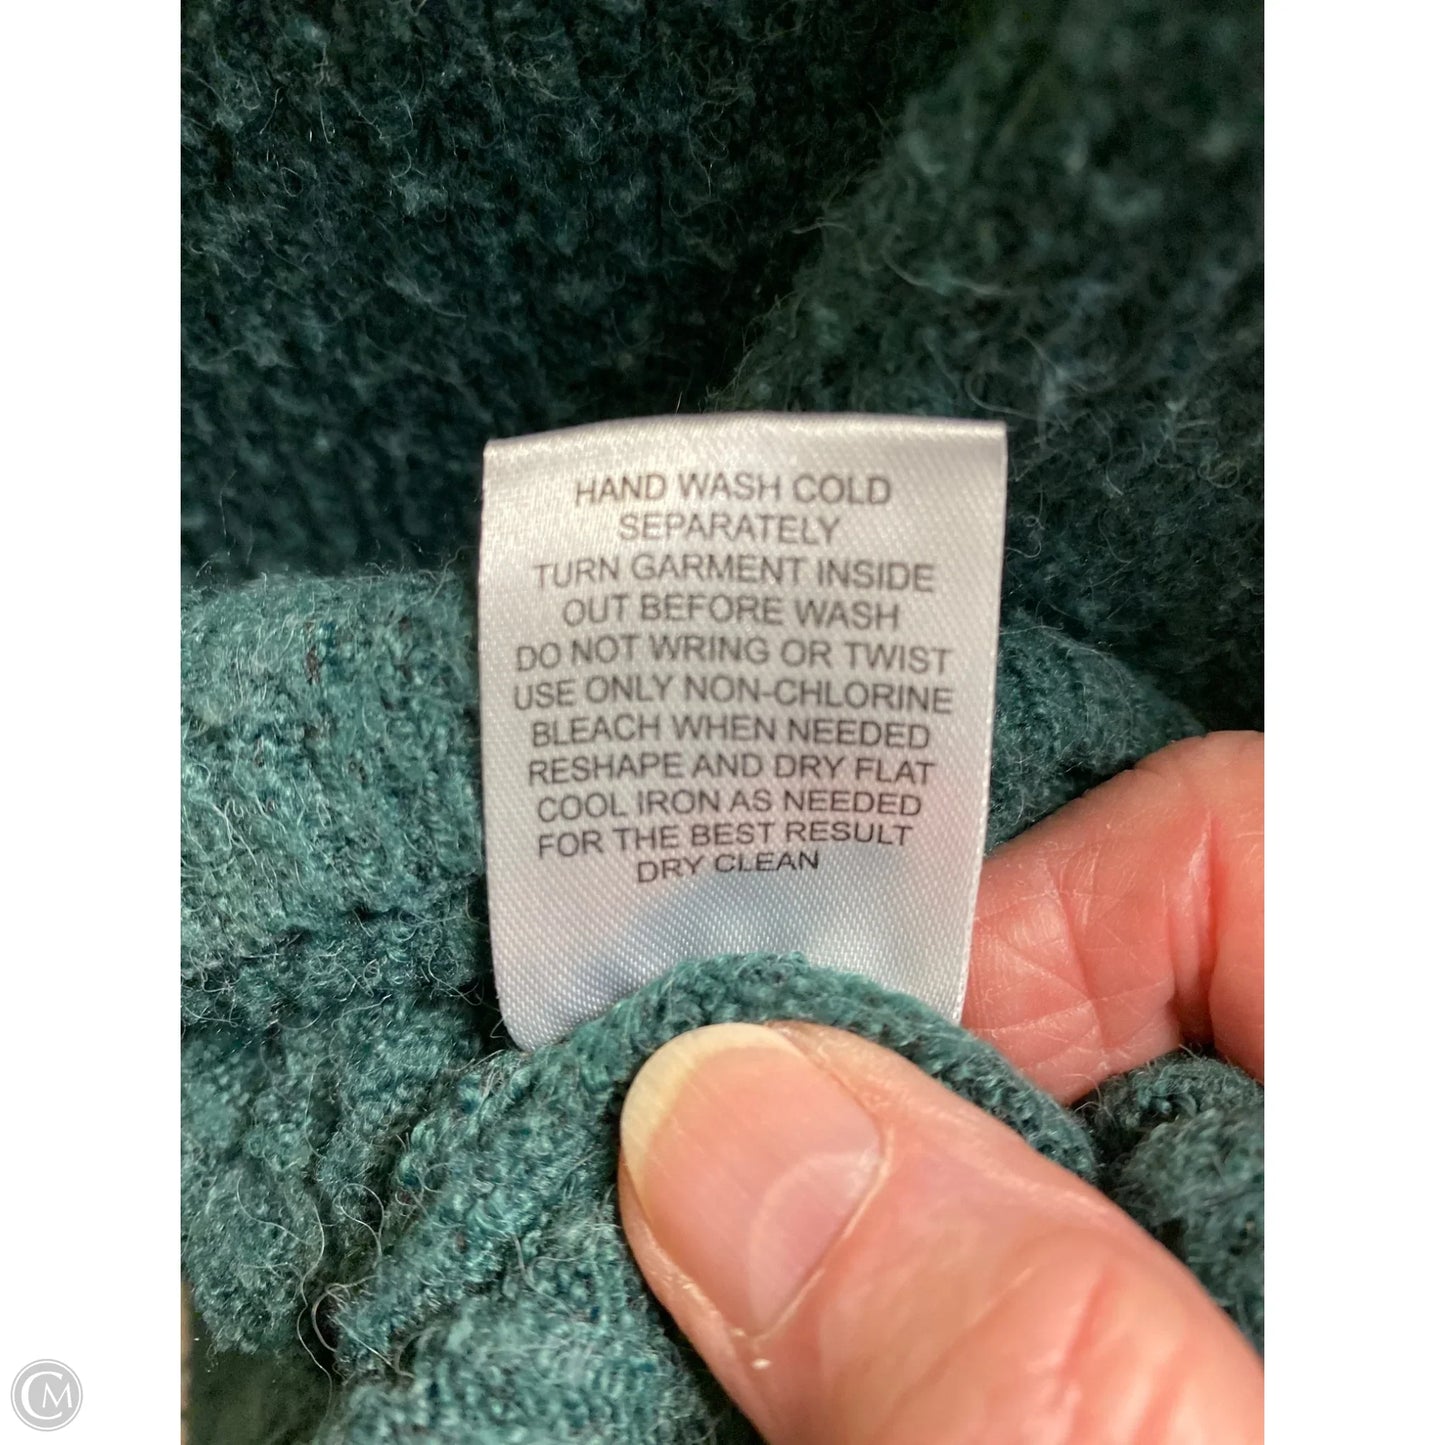 HAND WASH COLD
SEPARATELY
TURN GARMENT INSIDE
OUT BEFORE WASH
DO NOT WRING OR TWIST
USE ONLY NON-CHLORINE
BLEACH WHEN NEEDED
RESHAPE AND DRY FLAT
COOL IRON AS NEEDED
FOR THE BEST RESULT
DRY CLEAN
CM